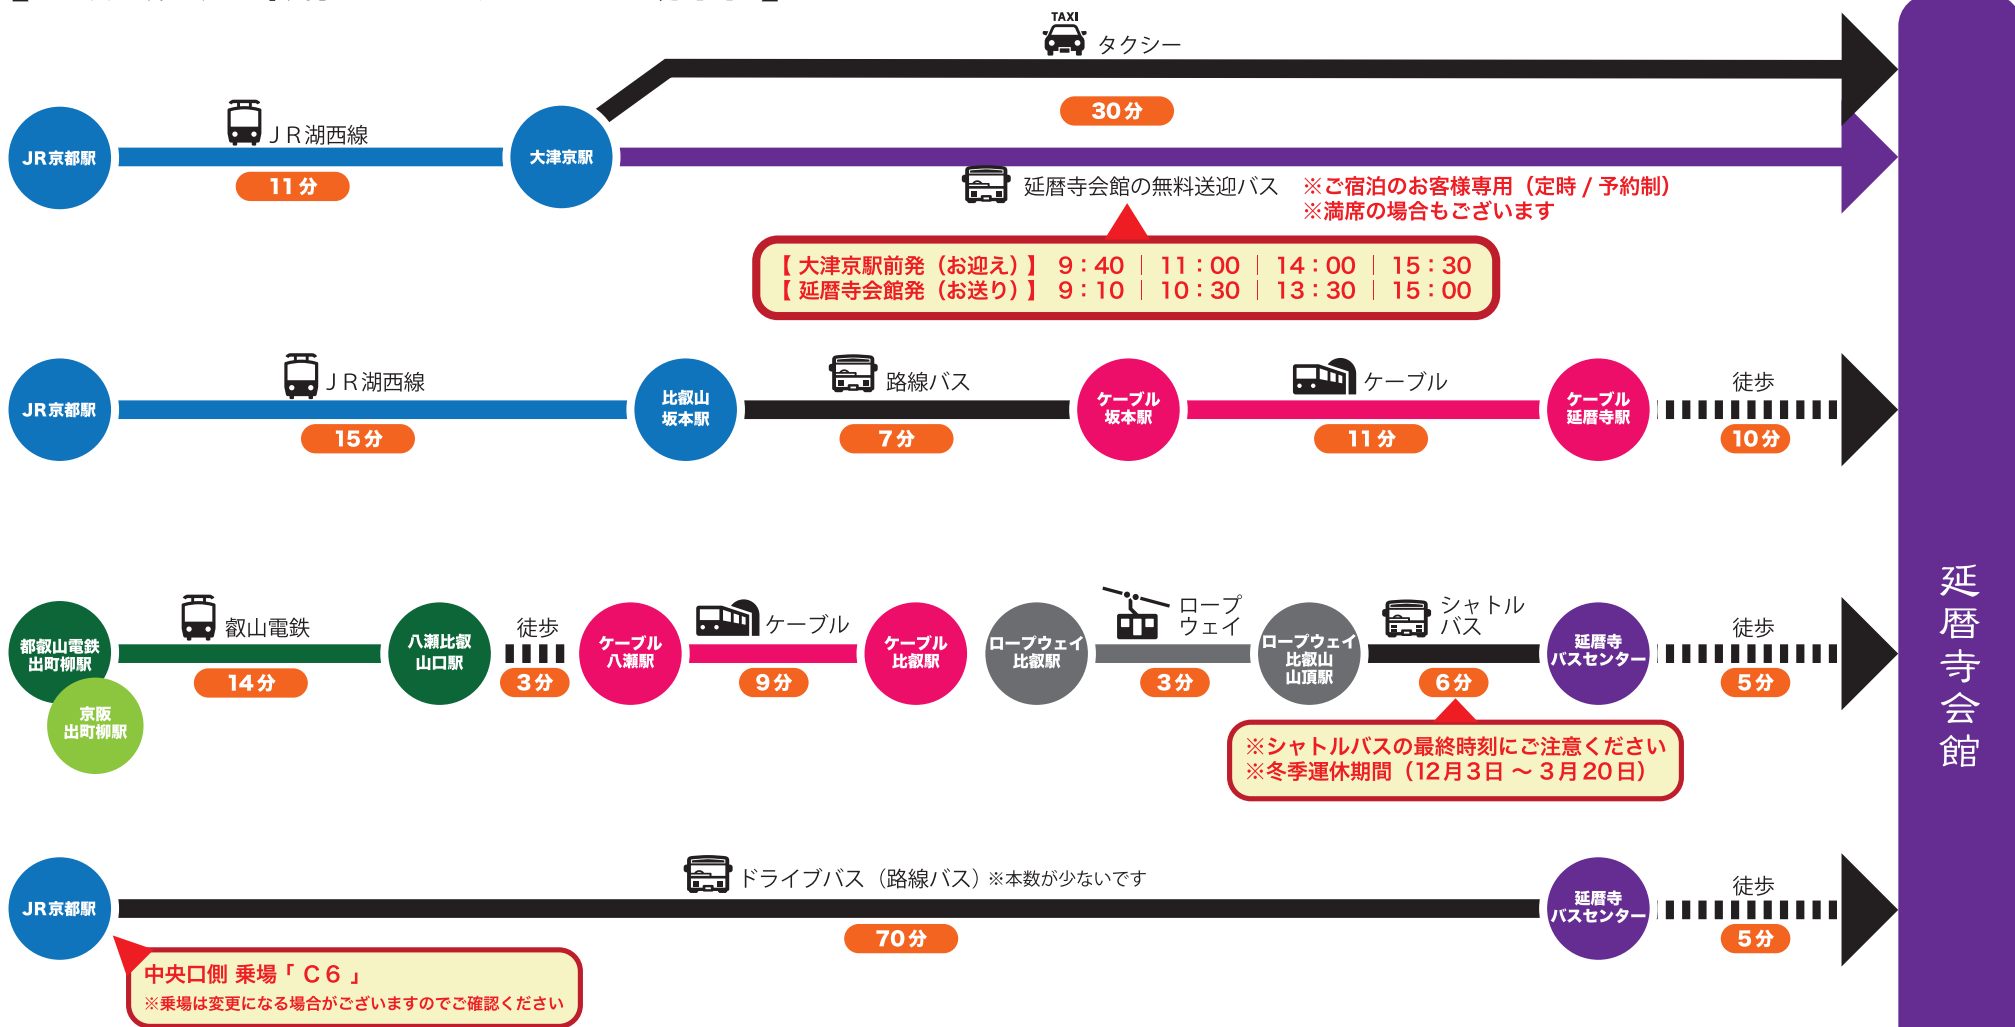 TAXI
タクシー
30分
JR京都駅
JR湖西線
11分
大津京駅
延暦寺会館の無料送迎バス
※ご宿泊のお客様専用（定時 / 予約制）
※満席の場合もございます
【 大津京駅前発（お迎え）】 9：40｜11：00｜14：00｜15：30
【 延暦寺会館発（お送り）】 9：10｜10：30｜13：30｜15：00
JR京都駅
JR湖西線
15分
比叡山
坂本駅
路線バス
7分
ケーブル
坂本駅
ケーブル
11分
ケーブル
延暦寺駅
徒歩
10分
都叡山電鉄
出町柳駅
京阪
出町柳駅
叡山電鉄
14分
八瀬比叡
山口駅
徒歩
3分
ケーブル
八瀬駅
ケーブル
9分
ケーブル
比叡駅
ロープウェイ
比叡駅
ロープ
ウェイ
3分
ロープウェイ
比叡山
山頂駅
シャトル
バス
6分
※シャトルバスの最終時刻にご注意ください
※冬季運休期間（12月3日 ～ 3月20日）
延暦寺
バスセンター
徒歩
5分
JR京都駅
中央口側 乗場「 C6 」
※乗場は変更になる場合がございますのでご確認ください
ドライブバス（路線バス）※本数が少ないです
70分
延暦寺
バスセンター
徒歩
5分
延暦寺会館